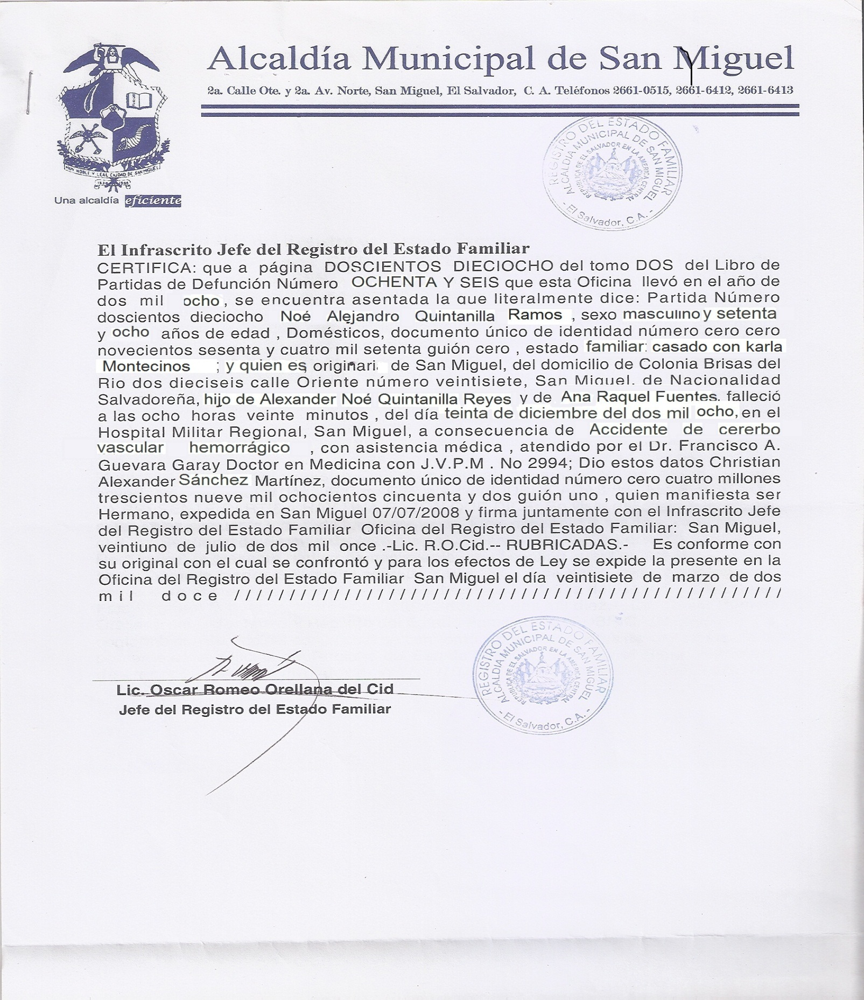 Alcaldía Municipal de San Miguel
2a. Calle Ote. y 2a. Av. Norte, San Miguel, El Salvador, C. A. Teléfonos 2661-0515, 2661-6412, 2661-6413
MUY NOBLE Y LEAL CIUDAD DE SAN MIGUEL
Una alcaldía eficiente
REGISTRO DEL ESTADO FAMILIAR
ALCALDIA MUNICIPAL DE SAN MIGUEL
REPUBLICA DE EL SALVADOR EN LA AMERICA CENTRAL
- El Salvador, C.A. -
El Infrascrito Jefe del Registro del Estado Familiar
CERTIFICA: que a página DOSCIENTOS DIECIOCHO del tomo DOS del Libro de
Partidas de Defunción Número OCHENTA Y SEIS que esta Oficina llevó en el año de
dos mil ocho, se encuentra asentada la que literalmente dice: Partida Número
doscientos dieciocho Noé Alejandro Quintanilla Ramos , sexo masculino y setenta
y ocho años de edad , Domésticos, documento único de identidad número cero cero
novecientos sesenta y cuatro mil setenta guión cero , estado familiar: casado con karla
Montecinos ; y quien es originari de San Miguel, del domicilio de Colonia Brisas del
Rio dos dieciseis calle Oriente número veintisiete, San Miguel. de Nacionalidad
Salvadoreña, hijo de Alexander Noé Quintanilla Reyes y de Ana Raquel Fuentes. falleció
a las ocho horas veinte minutos , del día teinta de diciembre del dos mil ocho, en el
Hospital Militar Regional, San Miguel, a consecuencia de Accidente de cererbo
vascular hemorrágico , con asistencia médica , atendido por el Dr. Francisco A.
Guevara Garay Doctor en Medicina con J.V.P.M . No 2994; Dio estos datos Christian
Alexander Sánchez Martínez, documento único de identidad número cero cuatro millones
trescientos nueve mil ochocientos cincuenta y dos guión uno , quien manifiesta ser
Hermano, expedida en San Miguel 07/07/2008 y firma juntamente con el Infrascrito Jefe
del Registro del Estado Familiar Oficina del Registro del Estado Familiar: San Miguel,
veintiuno de julio de dos mil once .-Lic. R.O.Cid.-- RUBRICADAS.- Es conforme con
su original con el cual se confrontó y para los efectos de Ley se expide la presente en la
Oficina del Registro del Estado Familiar San Miguel el día veintisiete de marzo de dos
mil doce ////////////////////////////////////////////////////////////
Lic. Oscar Romeo Orellana del Cid
Jefe del Registro del Estado Familiar
REGISTRO DEL ESTADO FAMILIAR
ALCALDIA MUNICIPAL DE SAN MIGUEL
REPUBLICA DE EL SALVADOR EN LA AMERICA CENTRAL
- El Salvador, C.A. -